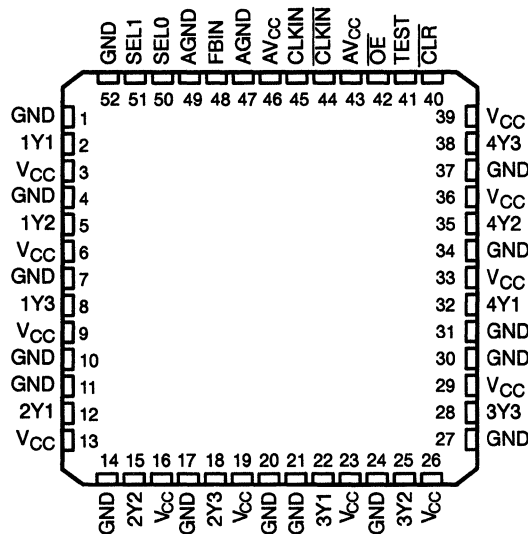 GND SEL1 SEL0 AGND FBIN AGND AVCC CLKIN C̅L̅K̅I̅N̅ AVCC O̅E̅ TEST C̅L̅R̅
52 51 50 49 48 47 46 45 44 43 42 41 40
GND 1 39 VCC
1Y1 2 38 4Y3
VCC 3 37 GND
GND 4 36 VCC
1Y2 5 35 4Y2
VCC 6 34 GND
GND 7 33 VCC
1Y3 8 32 4Y1
VCC 9 31 GND
GND 10 30 GND
GND 11 29 VCC
2Y1 12 28 3Y3
VCC 13 27 GND
14 15 16 17 18 19 20 21 22 23 24 25 26
GND 2Y2 VCC GND 2Y3 VCC GND GND 3Y1 VCC GND 3Y2 VCC